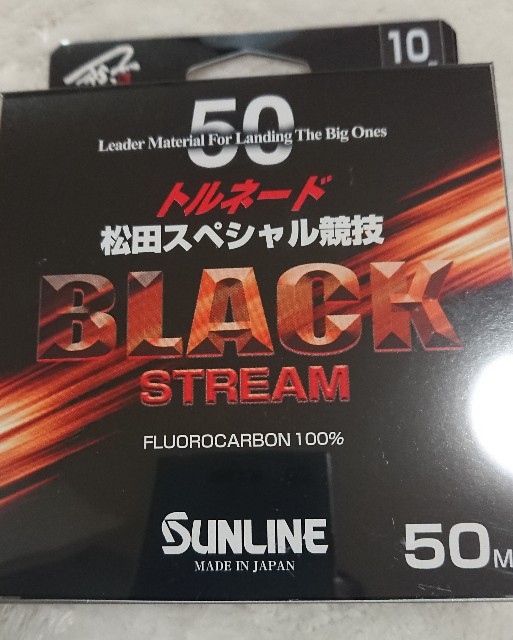 10
50
Leader Material For Landing The Big Ones
トルネード
松田スペシャル競技
BLACK
STREAM
FLUOROCARBON 100%
SUNLINE
MADE IN JAPAN
50M